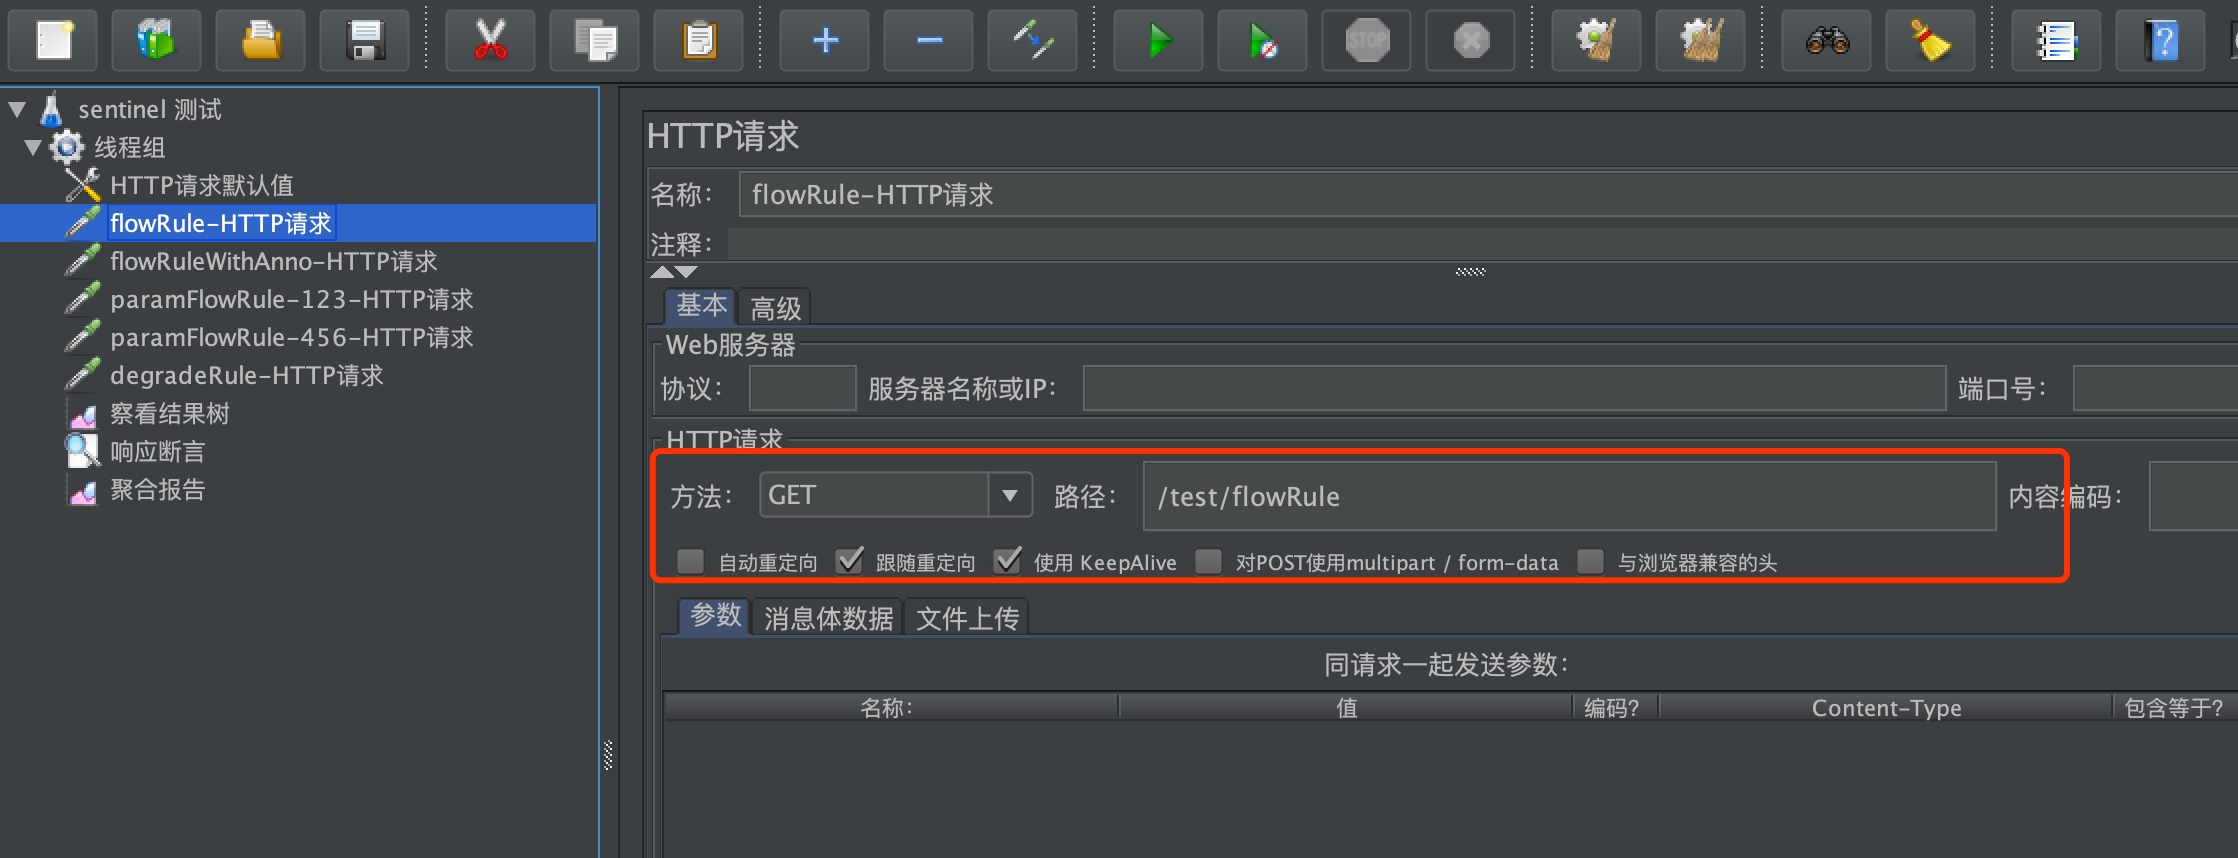 STOP
sentinel 测试
线程组
HTTP请求默认值
flowRule-HTTP请求
flowRuleWithAnno-HTTP请求
paramFlowRule-123-HTTP请求
paramFlowRule-456-HTTP请求
degradeRule-HTTP请求
察看结果树
响应断言
聚合报告
HTTP请求
名称： flowRule-HTTP请求
注释：
基本 高级
Web服务器
协议： 服务器名称或IP： 端口号：
HTTP请求
方法： GET 路径： /test/flowRule 内容编码：
自动重定向 跟随重定向 使用 KeepAlive 对POST使用multipart / form-data 与浏览器兼容的头
参数 消息体数据 文件上传
同请求一起发送参数：
名称： 值 编码? Content-Type 包含等于?